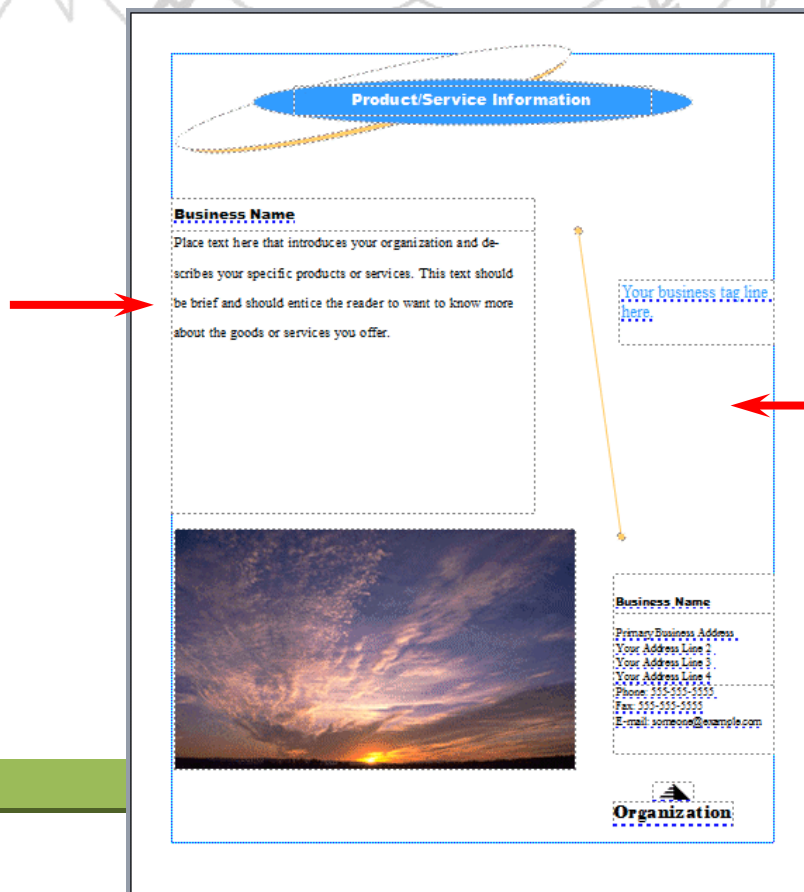 Product/Service Information
Business Name
Place text here that introduces your organization and de-
scribes your specific products or services. This text should
be brief and should entice the reader to want to know more
about the goods or services you offer.
Your business tag line
here.
Business Name
Primary Business Address
Your Address Line 2
Your Address Line 3
Your Address Line 4
Phone: 555-555-5555
Fax: 555-555-5555
E-mail: someone@example.com
Organization